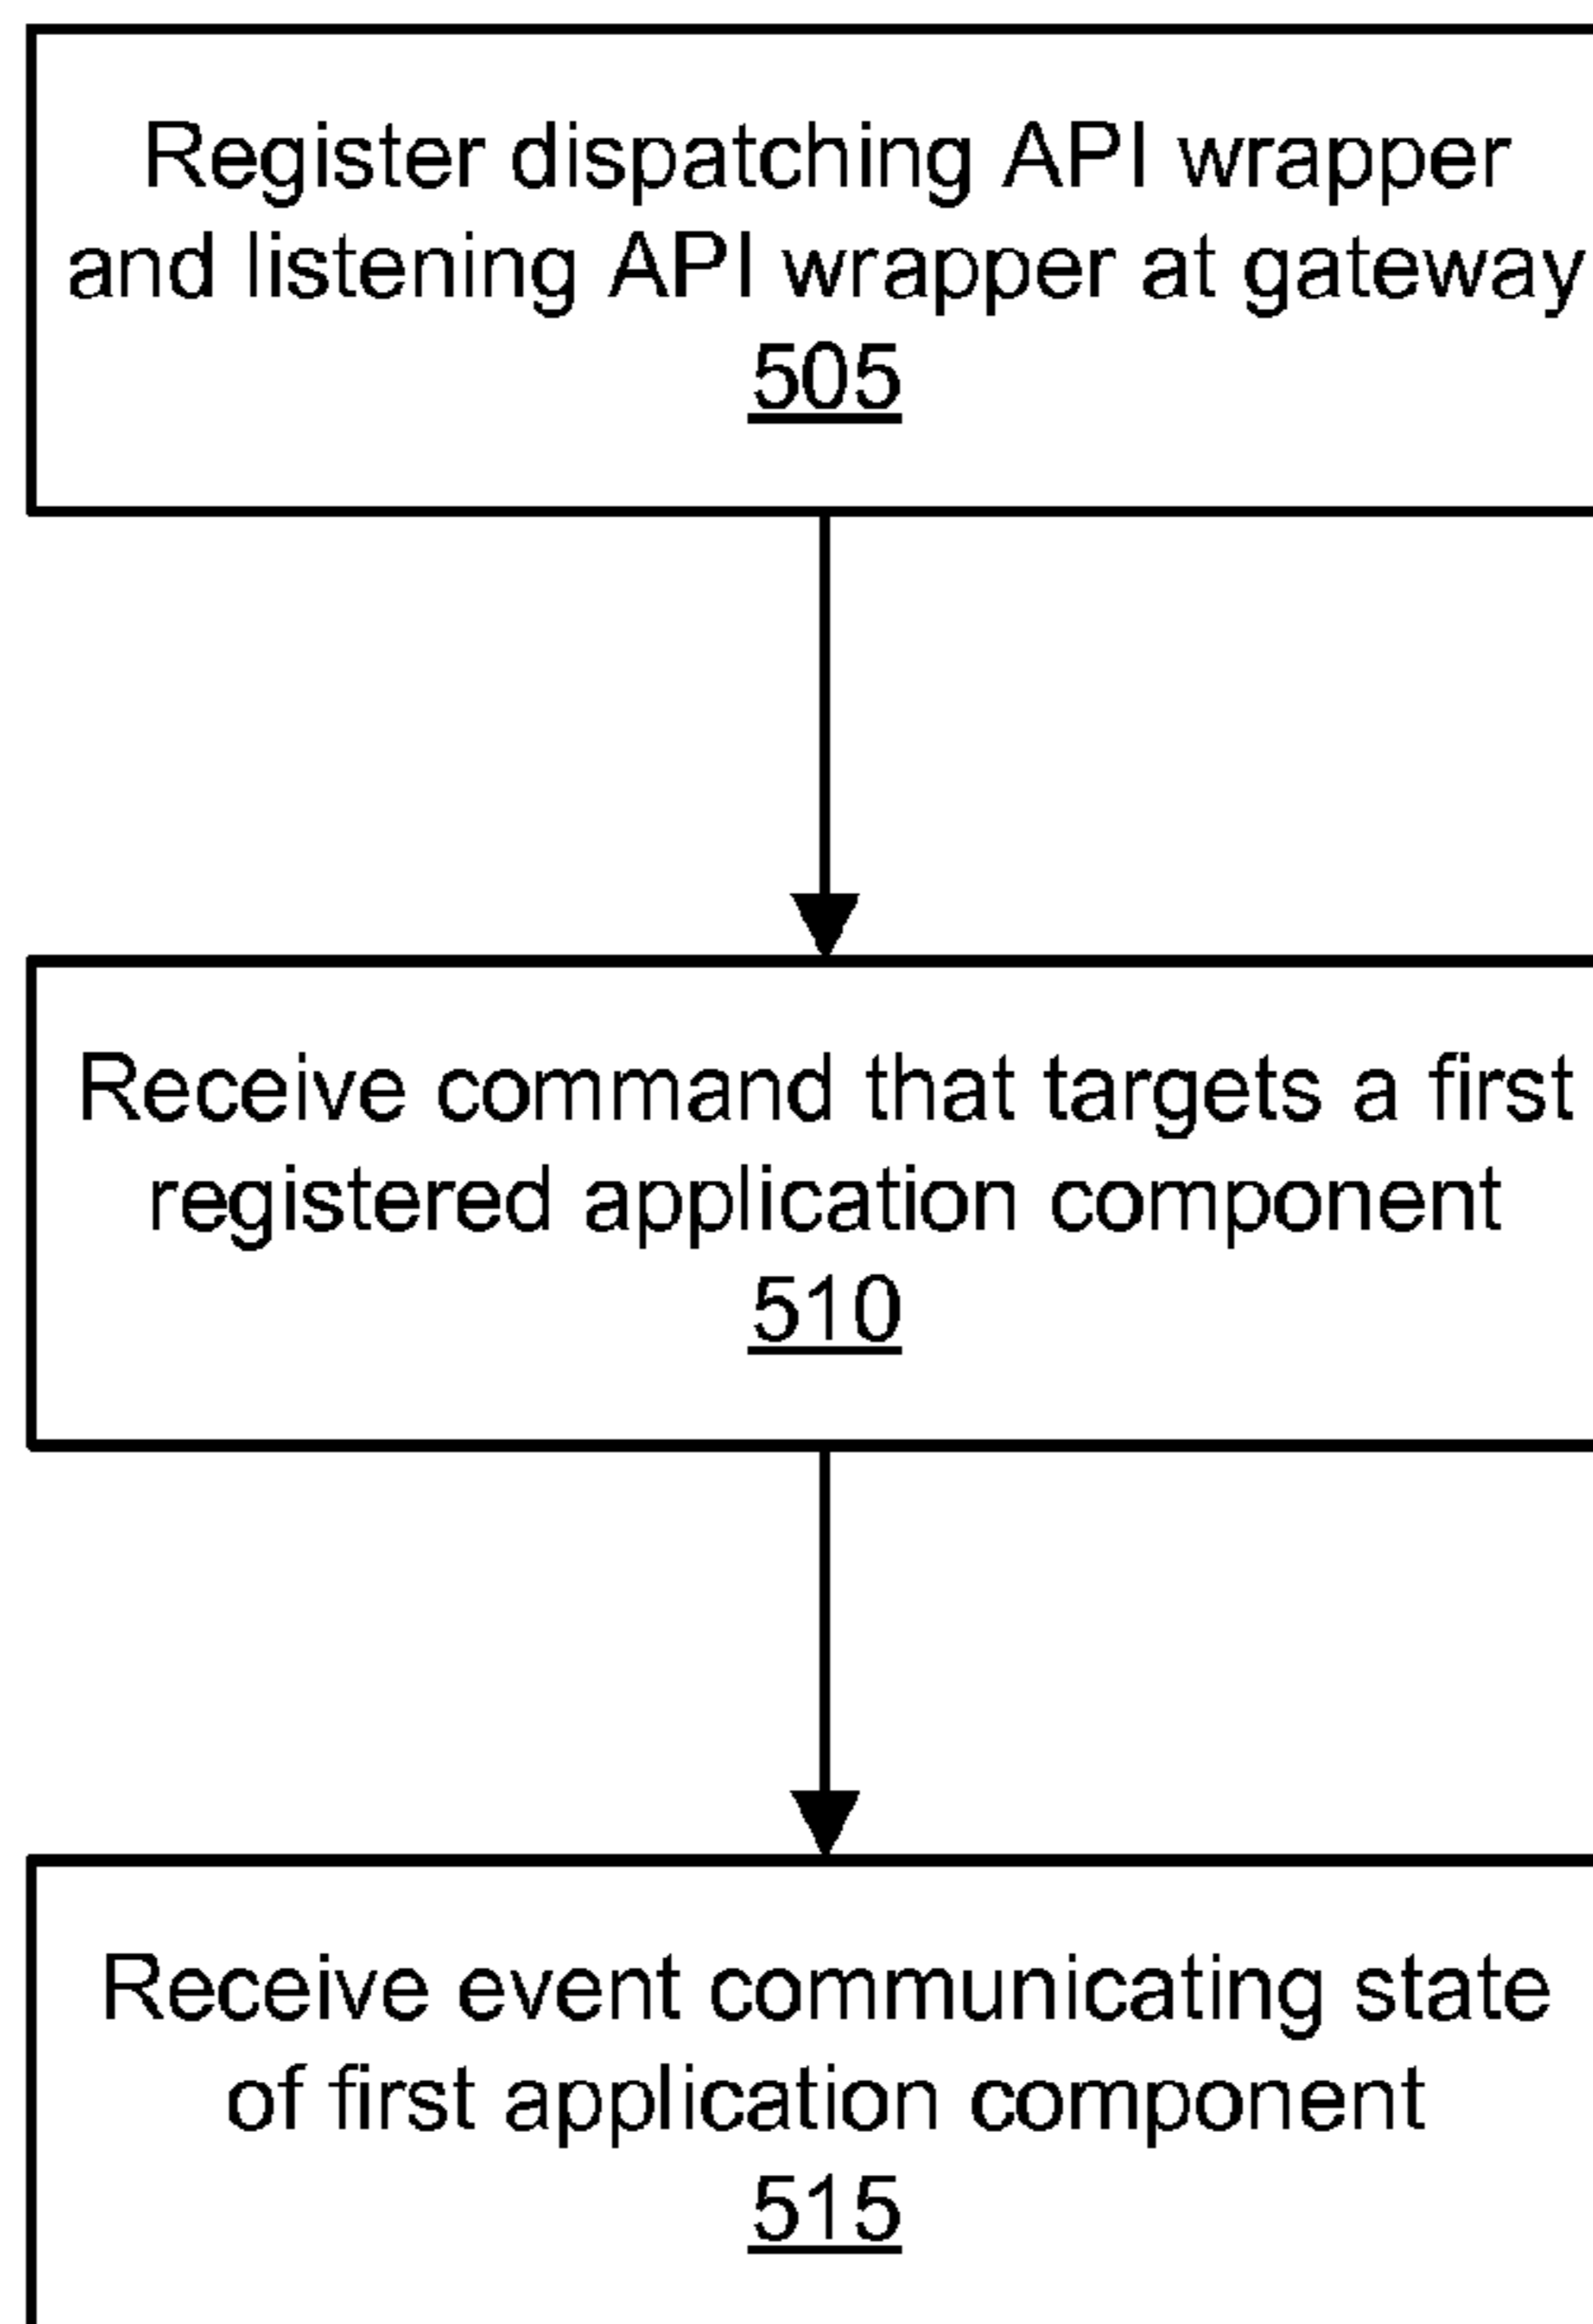 Register dispatching API wrapper
and listening API wrapper at gateway
505
Receive command that targets a first
registered application component
510
Receive event communicating state
of first application component
515